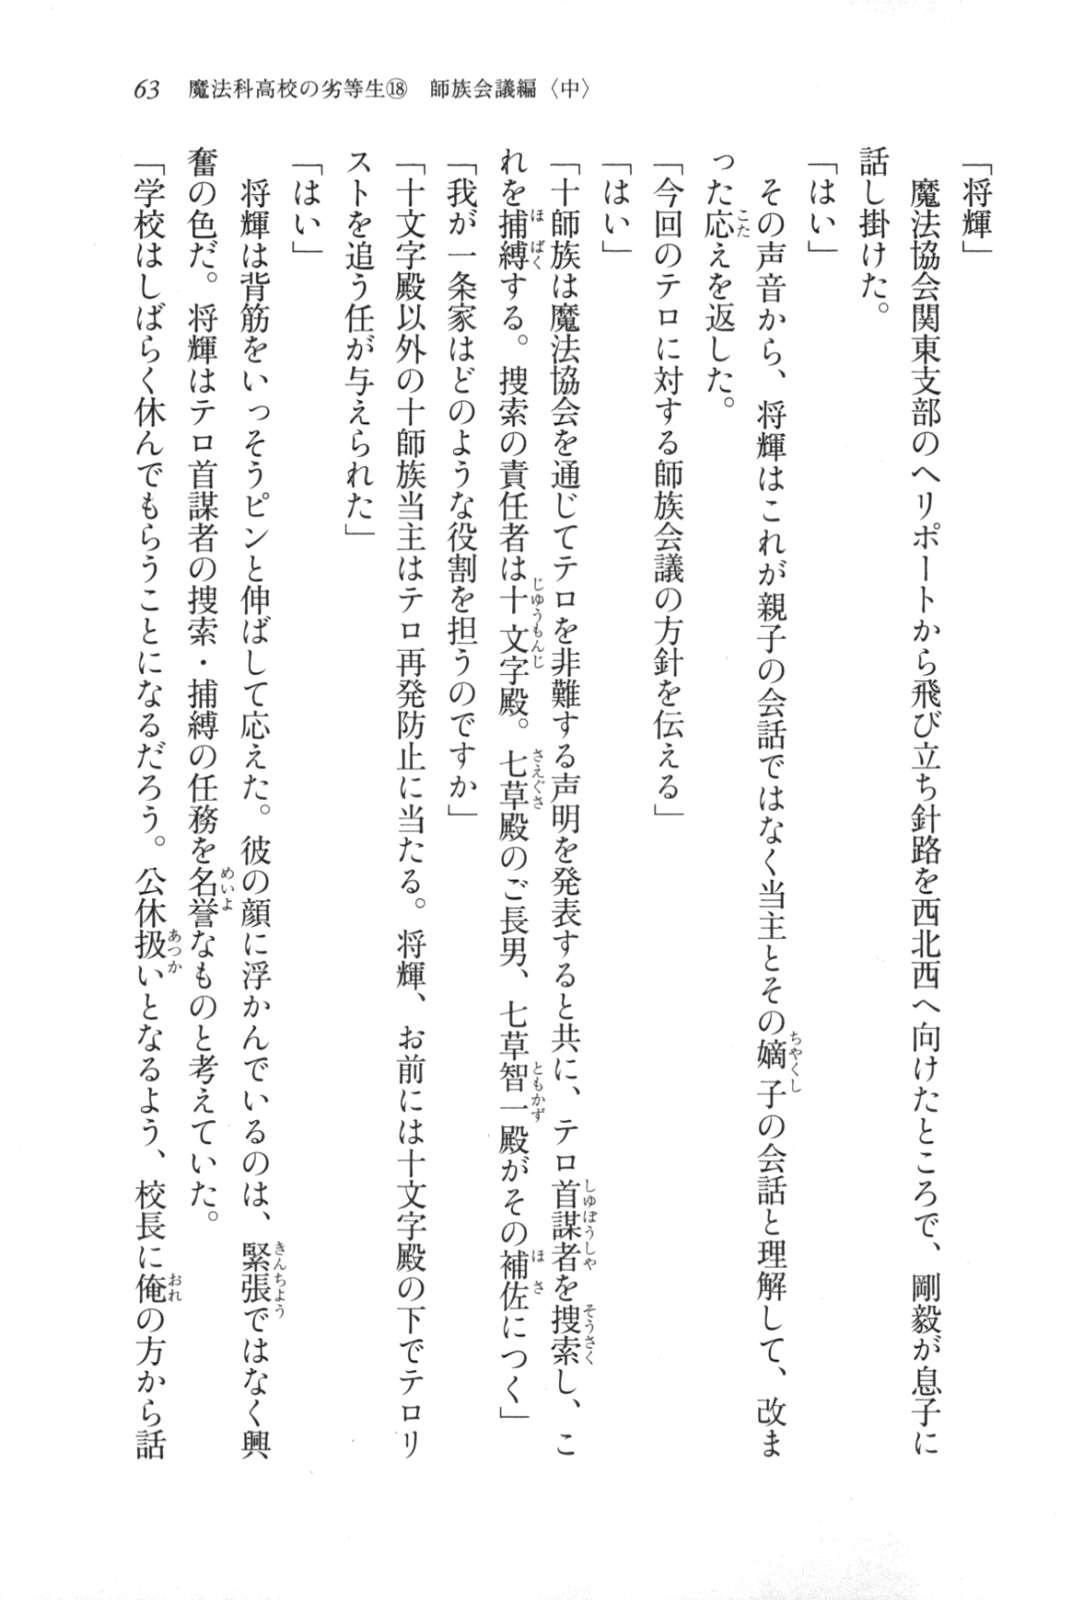 63　魔法科高校の劣等生⑱　師族会議編〈中〉
「将輝」
　魔法協会関東支部のヘリポートから飛び立ち針路を西北西へ向けたところで、剛毅が息子に
話し掛けた。
「はい」
　その声音から、将輝はこれが親子の会話ではなく当主とその嫡子の会話と理解して、改ま
った応えを返した。
「今回のテロに対する師族会議の方針を伝える」
「はい」
「十師族は魔法協会を通じてテロを非難する声明を発表すると共に、テロ首謀者を捜索し、こ
れを捕縛する。捜索の責任者は十文字殿。七草殿のご長男、七草智一殿がその補佐につく」
「我が一条家はどのような役割を担うのですか」
「十文字殿以外の十師族当主はテロ再発防止に当たる。将輝、お前には十文字殿の下でテロリ
ストを追う任が与えられた」
「はい」
　将輝は背筋をいっそうピンと伸ばして応えた。彼の顔に浮かんでいるのは、緊張ではなく興
奮の色だ。将輝はテロ首謀者の捜索・捕縛の任務を名誉なものと考えていた。
「学校はしばらく休んでもらうことになるだろう。公休扱いとなるよう、校長に俺の方から話